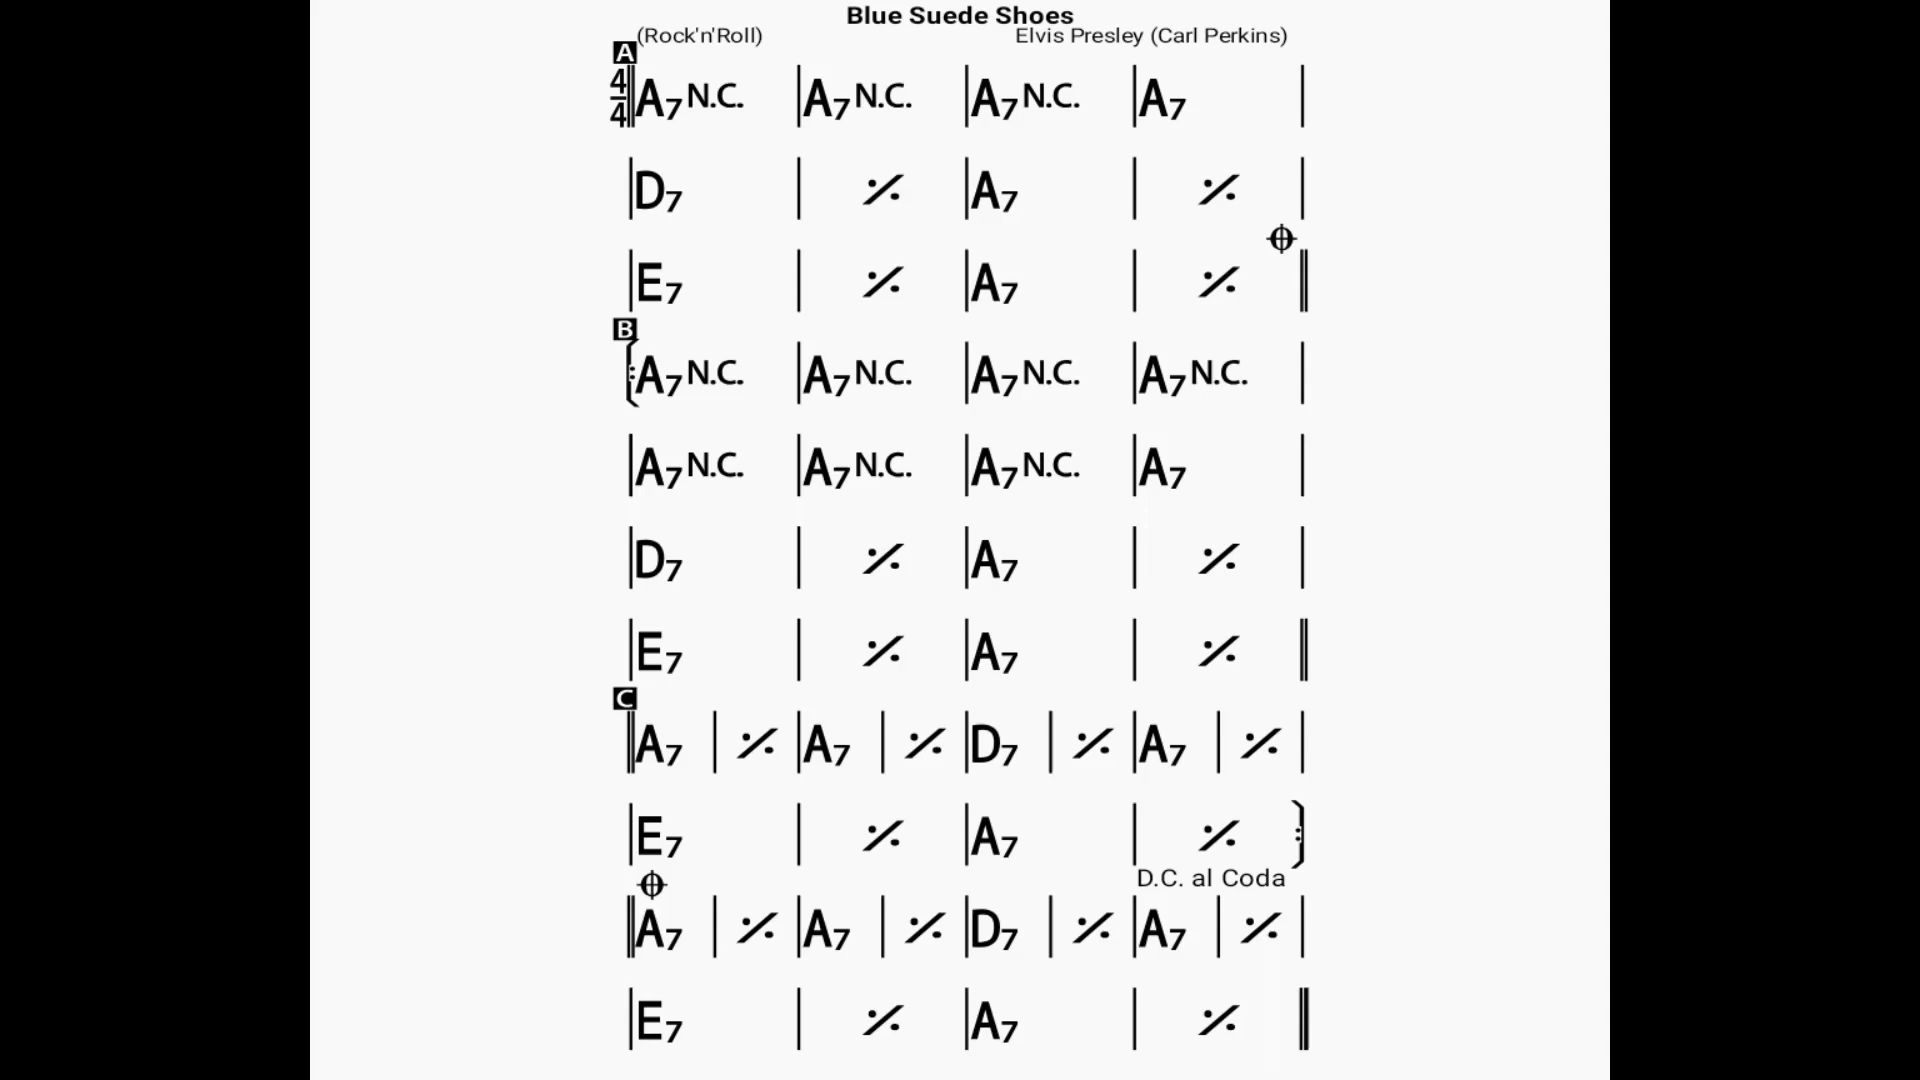 Blue Suede Shoes
(Rock'n'Roll) Elvis Presley (Carl Perkins)
A
4/4 A7 N.C. A7 N.C. A7 N.C. A7
D7 A7
E7 A7
B
A7 N.C. A7 N.C. A7 N.C. A7 N.C.
A7 N.C. A7 N.C. A7 N.C. A7
D7 A7
E7 A7
C
A7 A7 D7 A7
E7 A7
D.C. al Coda
A7 A7 D7 A7
E7 A7